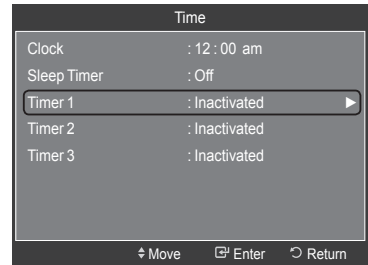 Time
Clock : 12 : 00 am
Sleep Timer : Off
Timer 1 : Inactivated ►
Timer 2 : Inactivated
Timer 3 : Inactivated
Move Enter Return